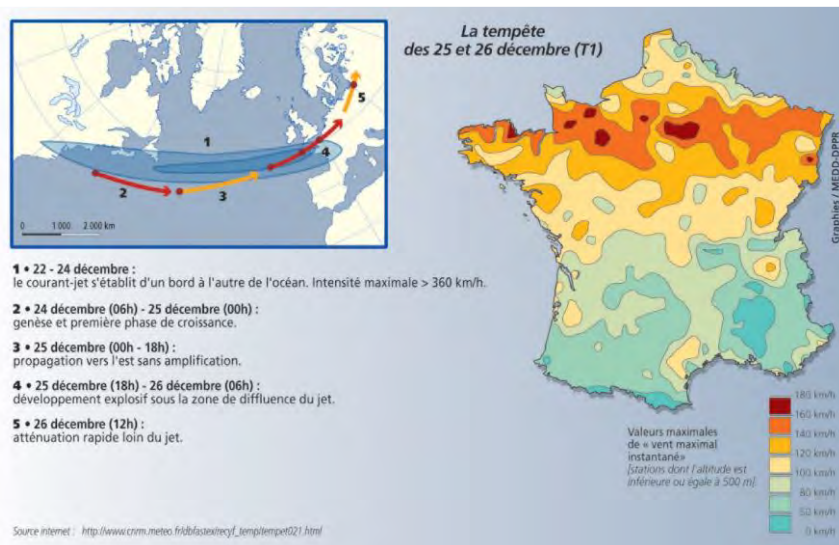 La tempête
des 25 et 26 décembre (T1)
1
2
3
4
5
0 1 000 2 000 km
1 • 22 - 24 décembre :
le courant-jet s'établit d'un bord à l'autre de l'océan. Intensité maximale > 360 km/h.
2 • 24 décembre (06h) - 25 décembre (00h) :
genèse et première phase de croissance.
3 • 25 décembre (00h - 18h) :
propagation vers l'est sans amplification.
4 • 25 décembre (18h) - 26 décembre (06h) :
développement explosif sous la zone de diffluence du jet.
5 • 26 décembre (12h) :
atténuation rapide loin du jet.
Graphies / MEDD-DPPR
Valeurs maximales
de « vent maximal
instantané»
[stations dont l'altitude est
inférieure ou égale à 500 m]
180 km/h
160 km/h
140 km/h
120 km/h
100 km/h
80 km/h
50 km/h
0 km/h
Source internet : http://www.cnrm.meteo.fr/dbfastex/recyf_temp/tempet021.html